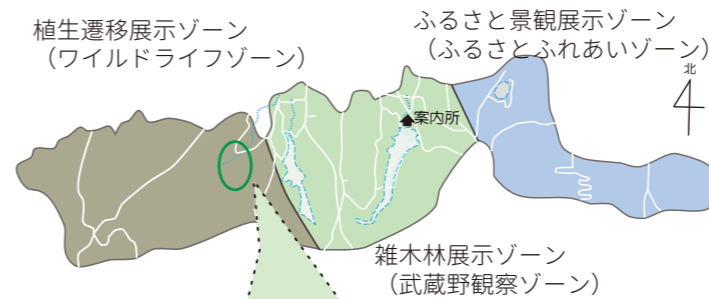 植生遷移展示ゾーン
（ワイルドライフゾーン）
ふるさと景観展示ゾーン
（ふるさとふれあいゾーン）
北
案内所
雑木林展示ゾーン
（武蔵野観察ゾーン）